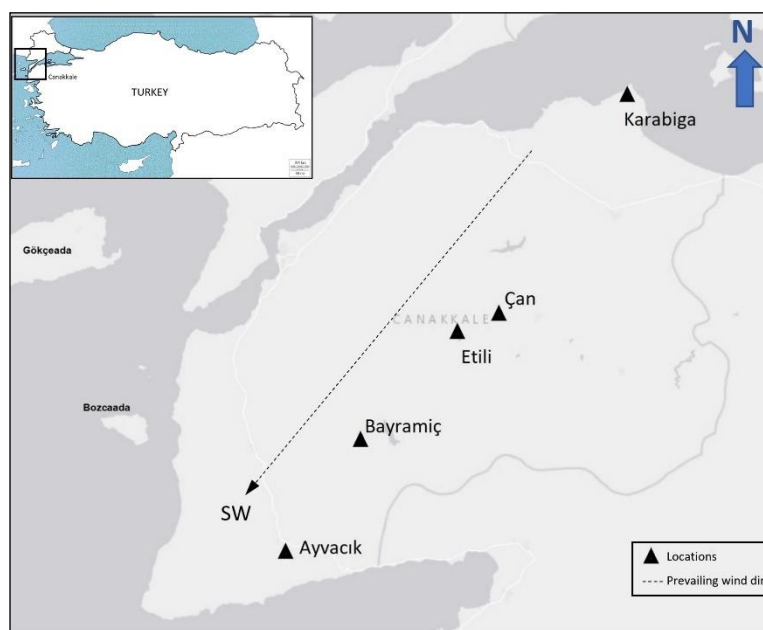 Canakkale
TURKEY
N
Karabiga
Gökçeada
Çan
CANAKKALE
Etili
Bozcaada
Bayramiç
SW
Ayvacık
Locations
Prevailing wind dir